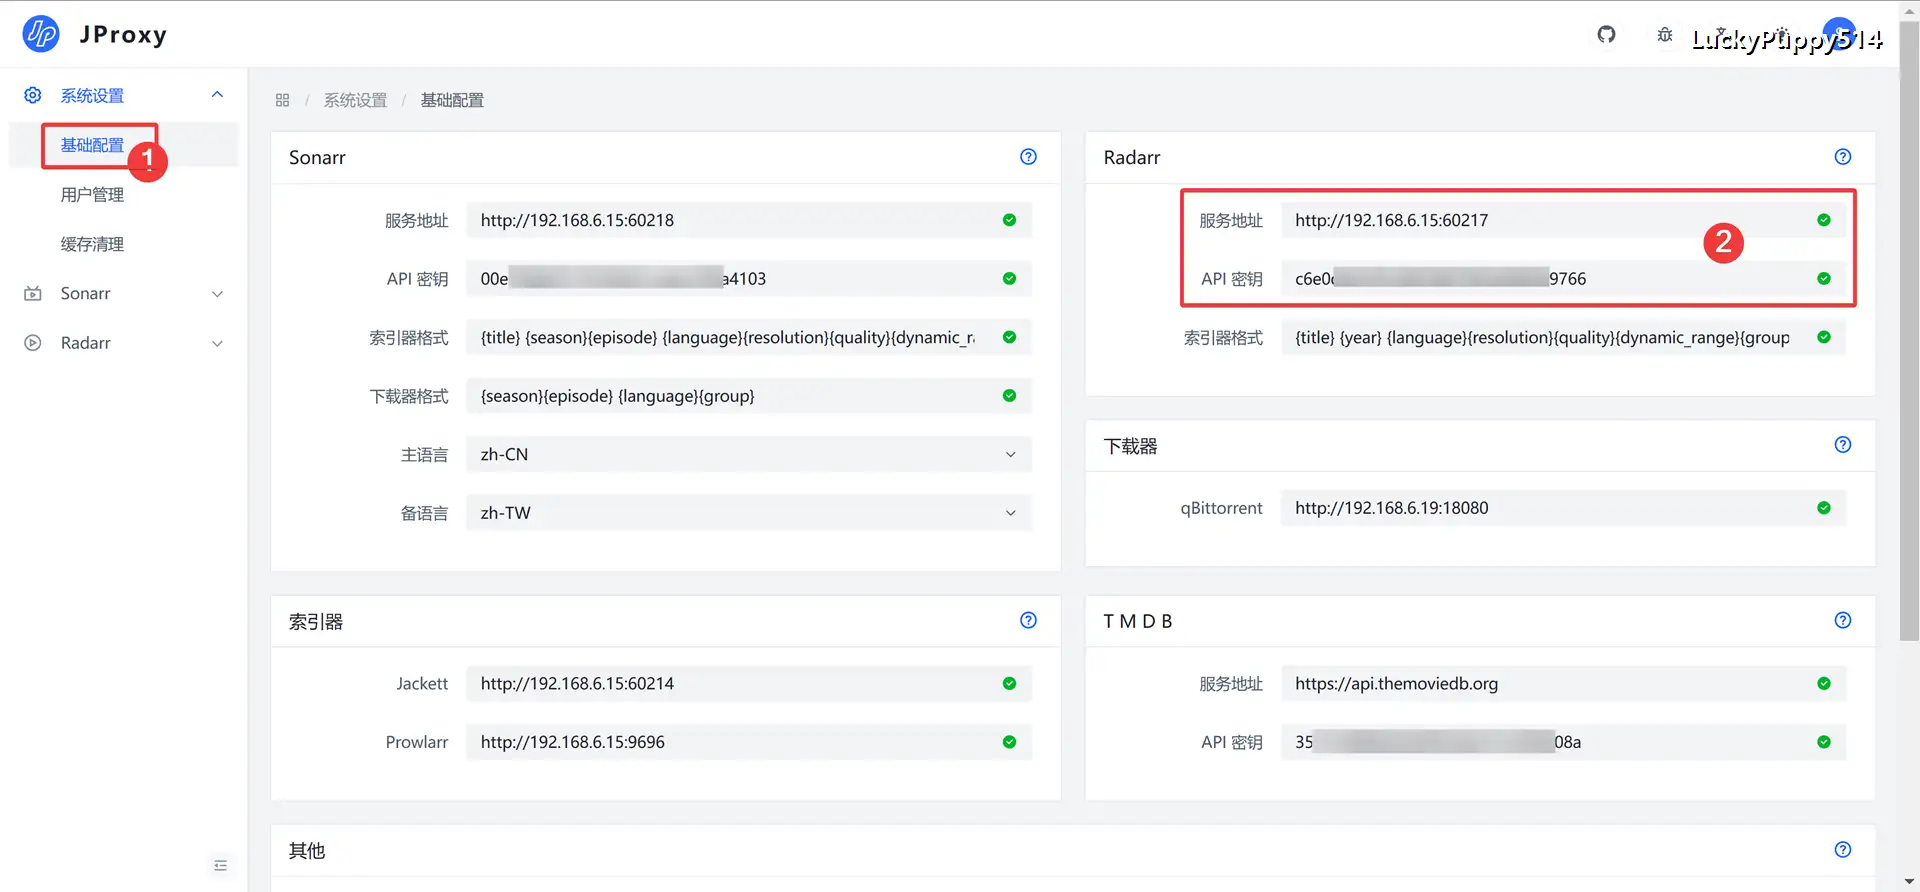 JProxy
LuckyPuppy514
系统设置
基础配置
1
用户管理
缓存清理
Sonarr
Radarr
/ 系统设置 / 基础配置
Sonarr
服务地址 http://192.168.6.15:60218
API 密钥 00e a4103
索引器格式 {title} {season}{episode} {language}{resolution}{quality}{dynamic_ra
下载器格式 {season}{episode} {language}{group}
主语言 zh-CN
备语言 zh-TW
Radarr
服务地址 http://192.168.6.15:60217
2
API 密钥 c6e0 9766
索引器格式 {title} {year} {language}{resolution}{quality}{dynamic_range}{group
下载器
qBittorrent http://192.168.6.19:18080
索引器
Jackett http://192.168.6.15:60214
Prowlarr http://192.168.6.15:9696
T M D B
服务地址 https://api.themoviedb.org
API 密钥 35 08a
其他